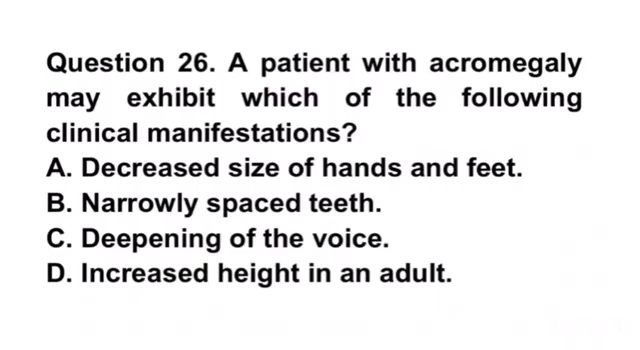 Question 26. A patient with acromegaly
may exhibit which of the following
clinical manifestations?
A. Decreased size of hands and feet.
B. Narrowly spaced teeth.
C. Deepening of the voice.
D. Increased height in an adult.